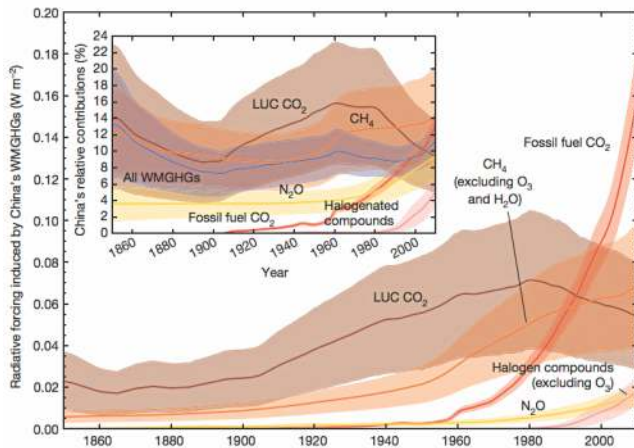 0.20
0.18
0.16
0.14
0.12
0.10
0.08
0.06
0.04
0.02
0.00
Radiative forcing induced by China's WMGHGs (W m⁻²)
24
22
20
18
16
14
12
10
8
6
4
2
0
China's relative contributions (%)
LUC CO₂
CH₄
All WMGHGs
N₂O
Fossil fuel CO₂
Halogenated
compounds
1860
1880
1900
1920
1940
1960
1980
2000
Year
Fossil fuel CO₂
CH₄
(excluding O₃
and H₂O)
LUC CO₂
Halogen compounds
(excluding O₃)
N₂O
1860
1880
1900
1920
1940
1960
1980
2000